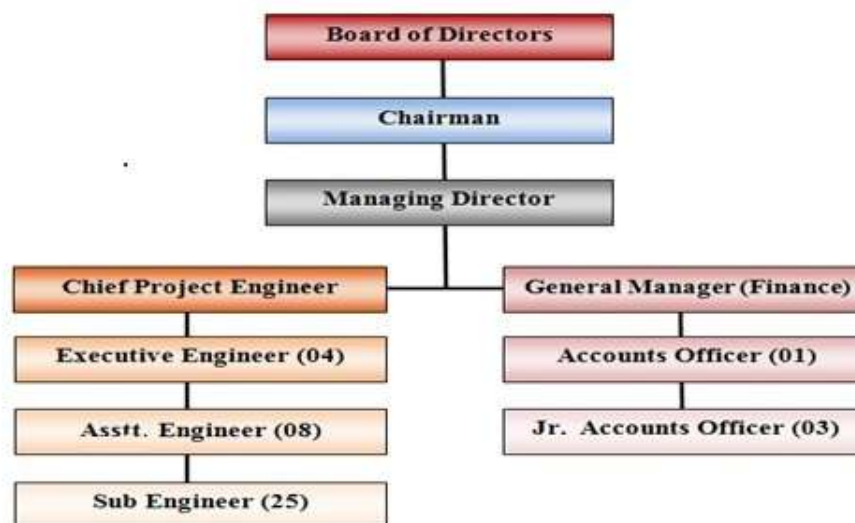 Board of Directors
Chairman
Managing Director
Chief Project Engineer
General Manager (Finance)
Executive Engineer (04)
Accounts Officer (01)
Asstt. Engineer (08)
Jr. Accounts Officer (03)
Sub Engineer (25)